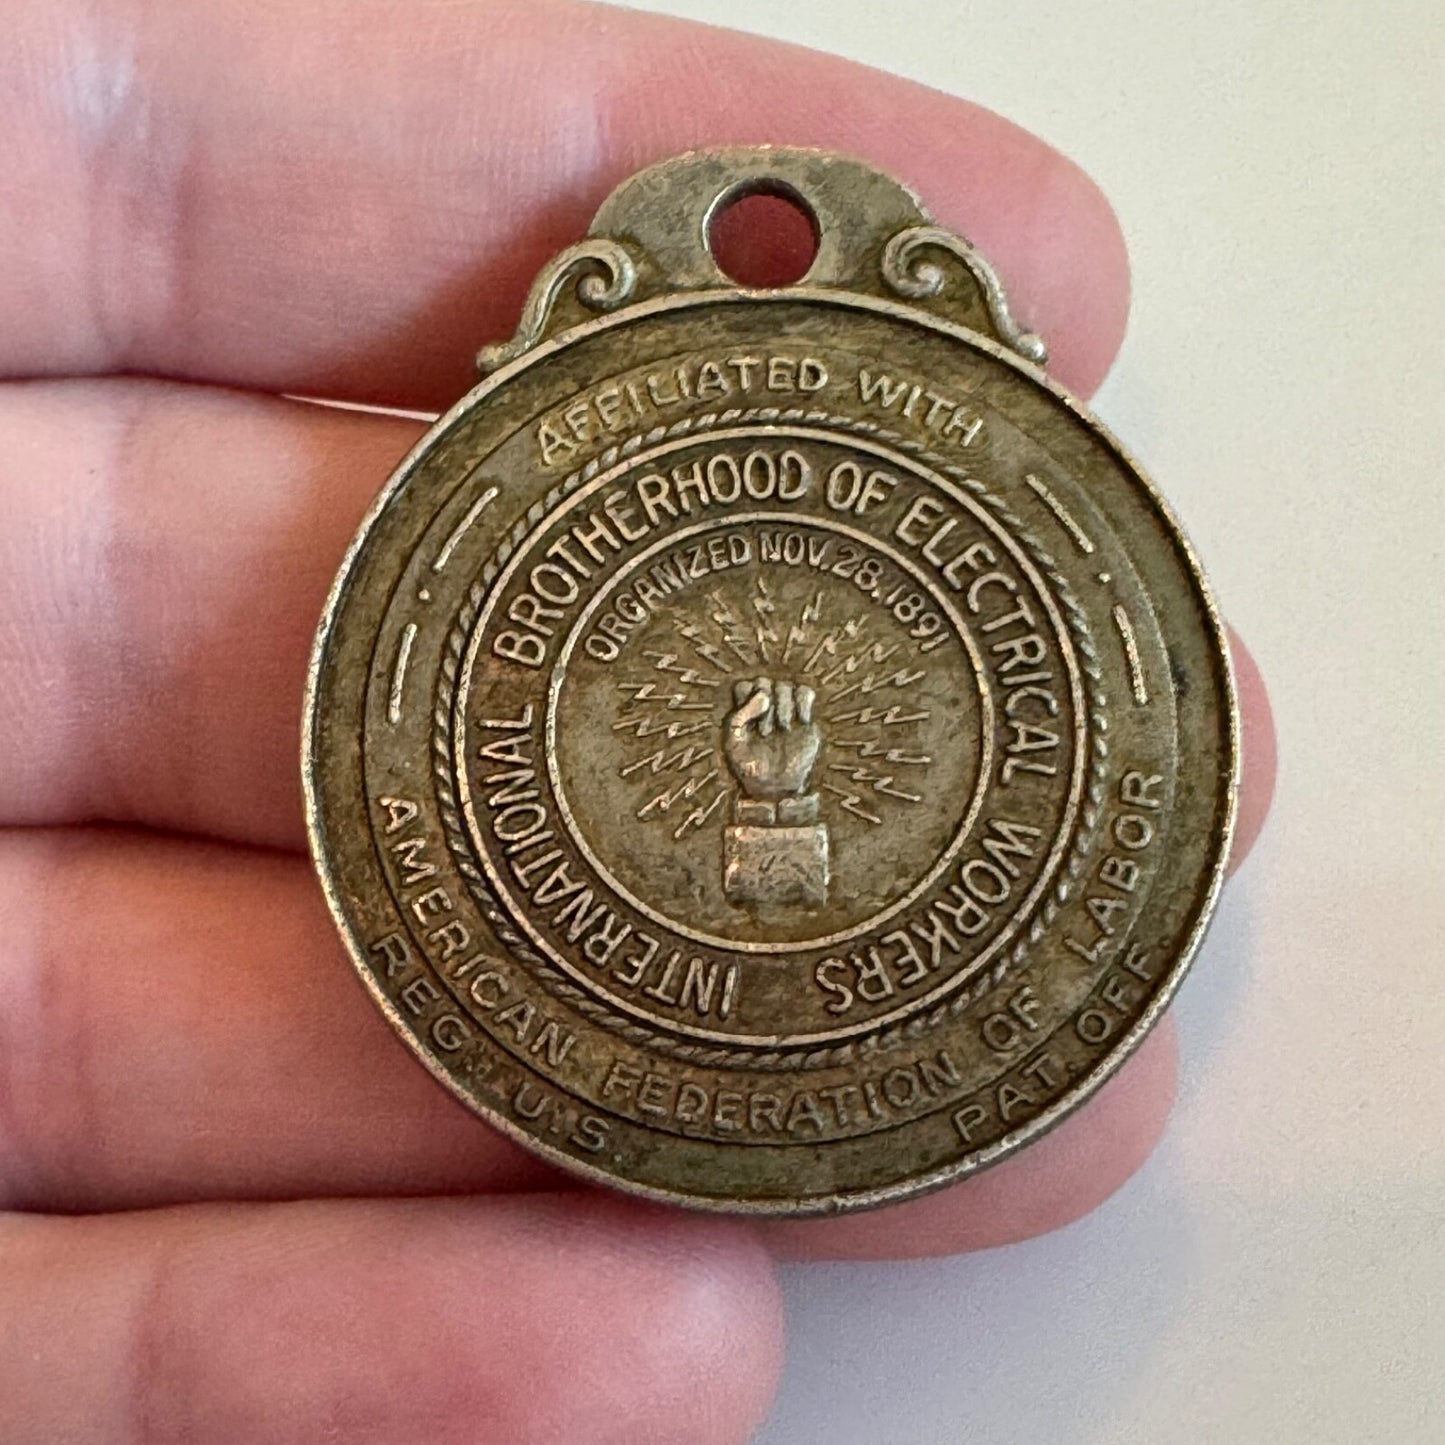 AFFILIATED WITH
AMERICAN FEDERATION OF LABOR
INTERNATIONAL BROTHERHOOD OF ELECTRICAL WORKERS
ORGANIZED NOV. 28, 1891
REG. U.S. PAT. OFF.